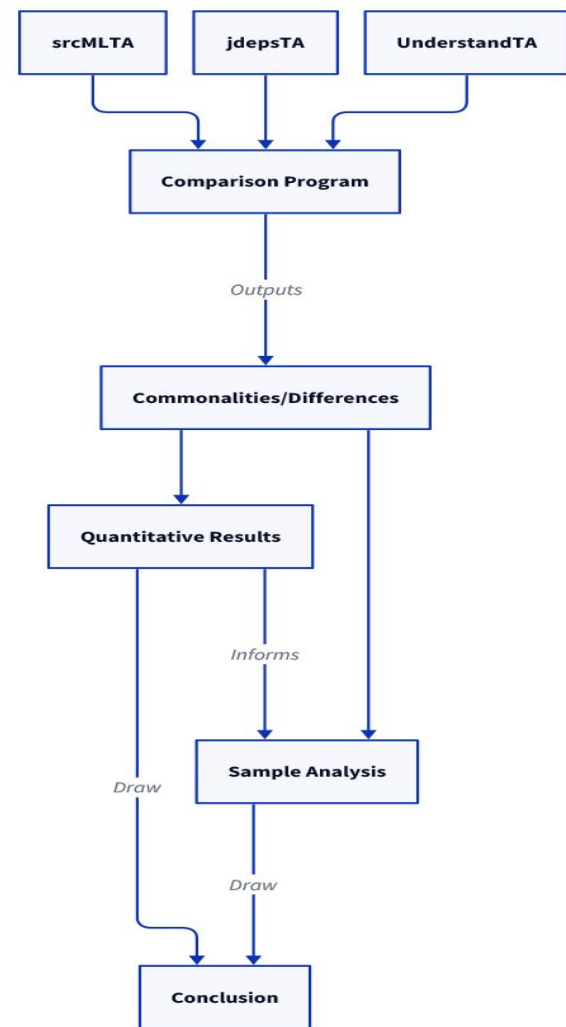 srcMLTA
jdepsTA
UnderstandTA
Comparison Program
Outputs
Commonalities/Differences
Quantitative Results
Informs
Sample Analysis
Draw
Draw
Conclusion